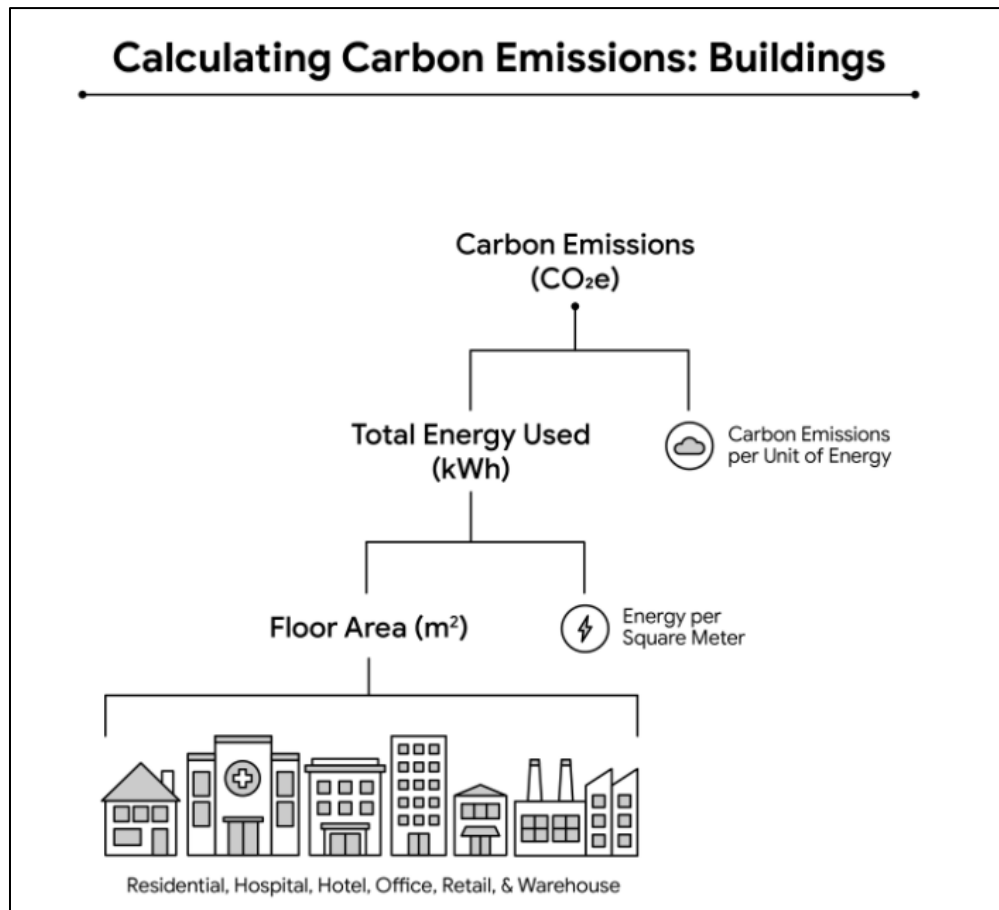 Calculating Carbon Emissions: Buildings
Carbon Emissions
(CO₂e)
Total Energy Used
(kWh)
Carbon Emissions
per Unit of Energy
Floor Area (m²)
Energy per
Square Meter
Residential, Hospital, Hotel, Office, Retail, & Warehouse